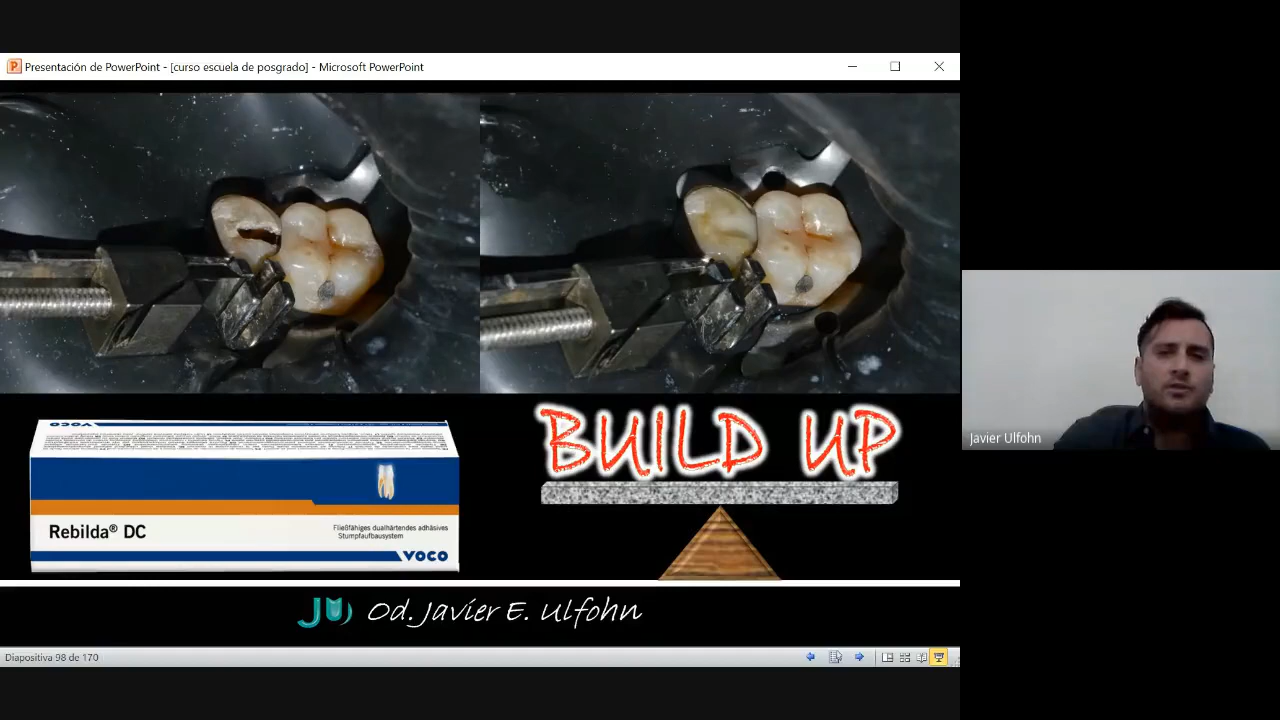 Presentación de PowerPoint - [curso escuela de posgrado] - Microsoft PowerPoint
VOCO
Rebilda® DC
Fließfähiges dualhärtendes adhäsives
Stumpfaufbausystem
VOCO
BUILD UP
JU Od. Javier E. Ulfohn
Diapositiva 98 de 170
Javier Ulfohn